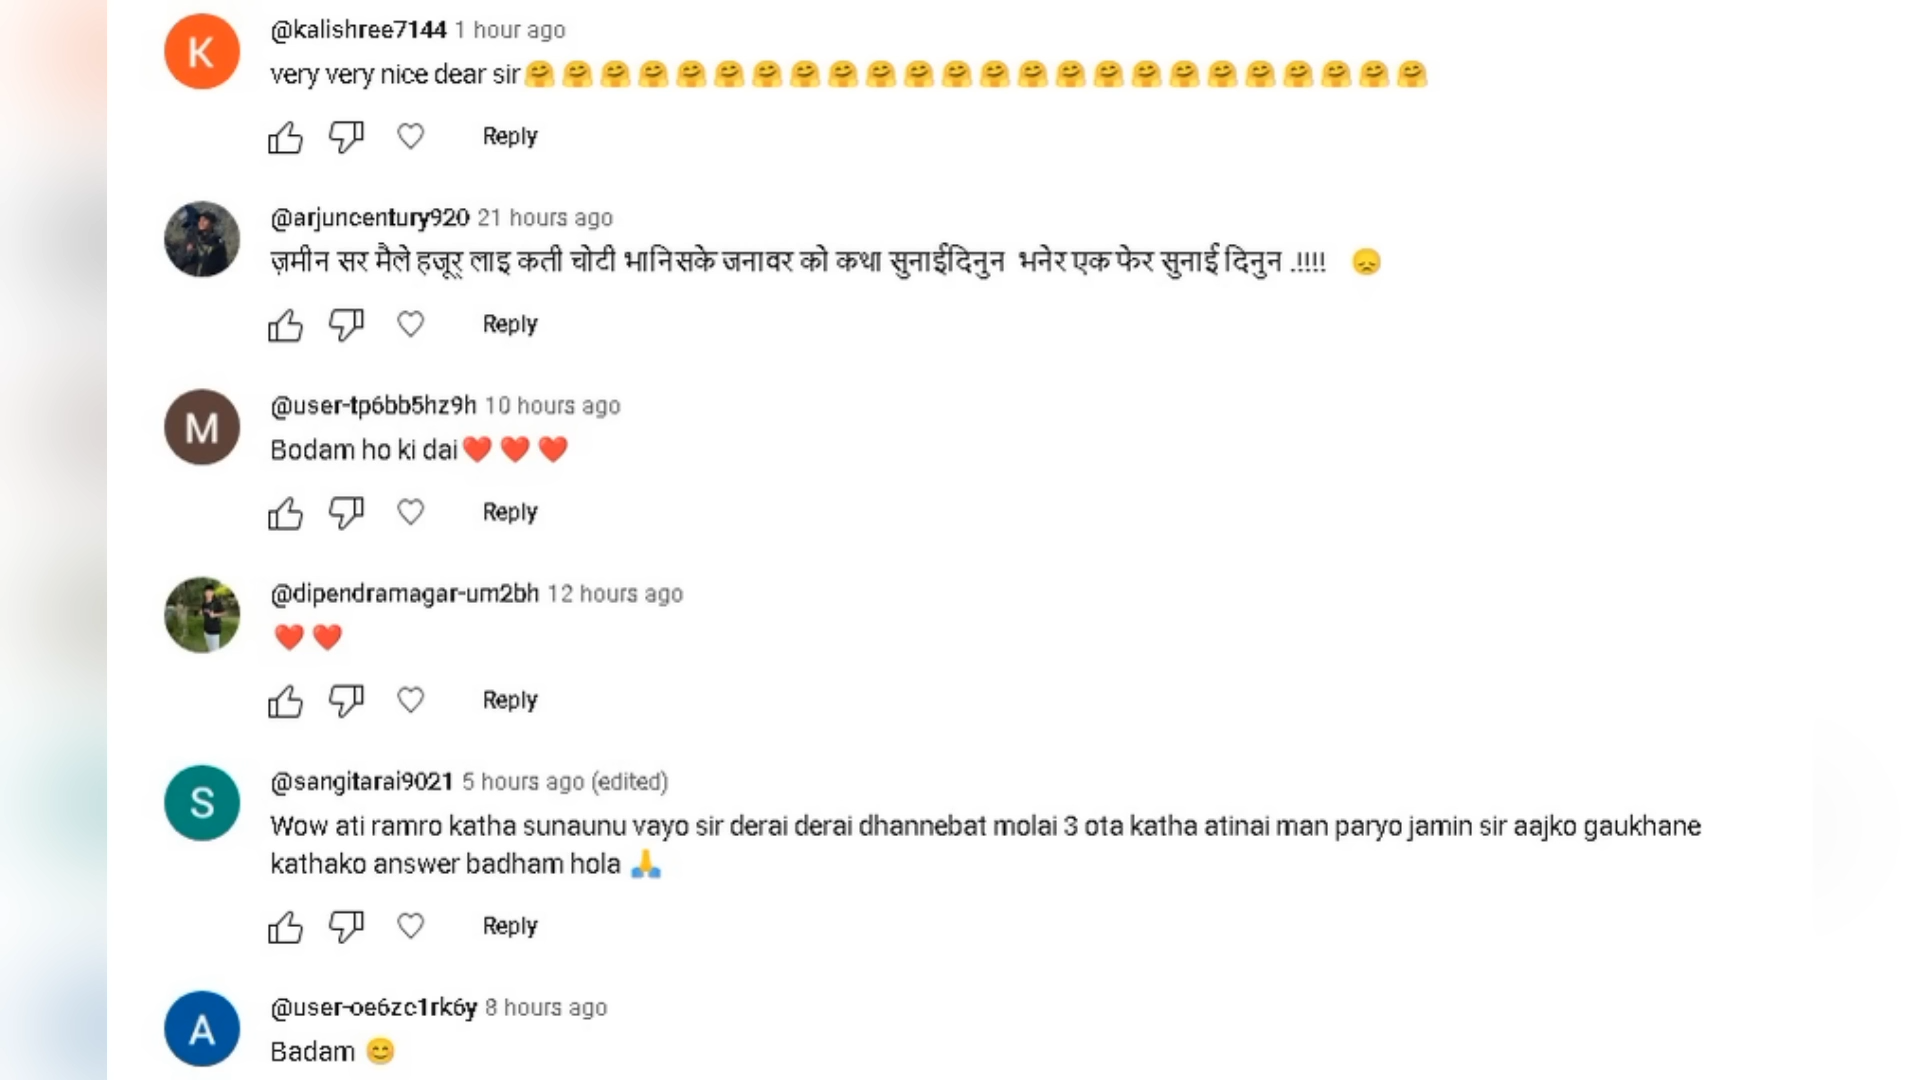 K
@kalishree7144 1 hour ago
very very nice dear sir🤗🤗🤗🤗🤗🤗🤗🤗🤗🤗🤗🤗🤗🤗🤗🤗🤗🤗🤗🤗🤗🤗🤗🤗
Reply
@arjuncentury920 21 hours ago
ज़मीन सर मैले हजूर् लाइ कती चोटी भानिसके जनावर को कथा सुनाईदिनुन भनेर एक फेर सुनाई दिनुन .!!!! 😞
Reply
M
@user-tp6bb5hz9h 10 hours ago
Bodam ho ki dai❤️❤️❤️
Reply
@dipendramagar-um2bh 12 hours ago
❤️❤️
Reply
S
@sangitarai9021 5 hours ago (edited)
Wow ati ramro katha sunaunu vayo sir derai derai dhannebat molai 3 ota katha atinai man paryo jamin sir aajko gaukhane
kathako answer badham hola 🙏
Reply
A
@user-oe6zc1rk6y 8 hours ago
Badam 😊